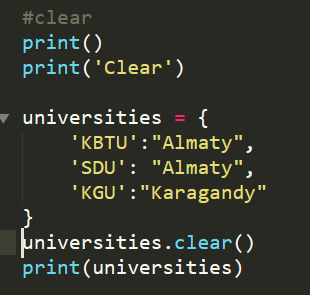 #clear
print()
print('Clear')

universities = {
    'KBTU':"Almaty",
    'SDU': "Almaty",
    'KGU':"Karagandy"
}
universities.clear()
print(universities)